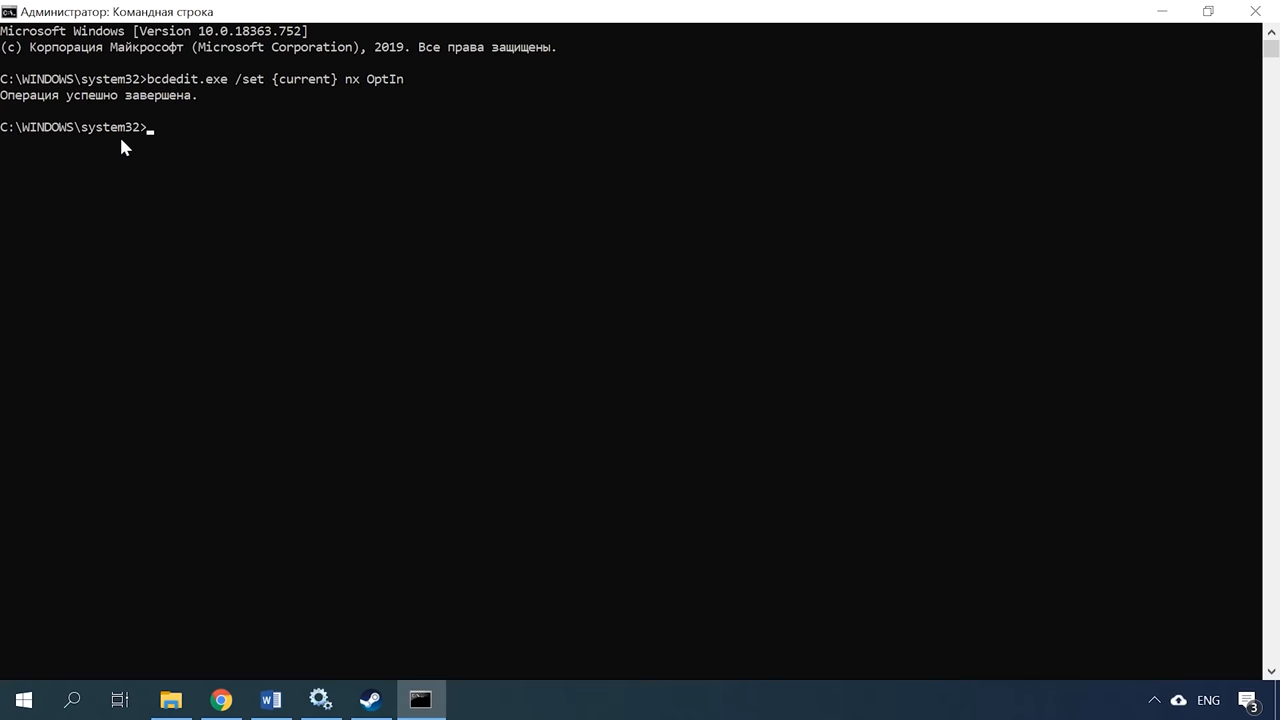 Администратор: Командная строка
Microsoft Windows [Version 10.0.18363.752]
(c) Корпорация Майкрософт (Microsoft Corporation), 2019. Все права защищены.
C:\WINDOWS\system32>bcdedit.exe /set {current} nx OptIn
Операция успешно завершена.
C:\WINDOWS\system32>
ENG
3